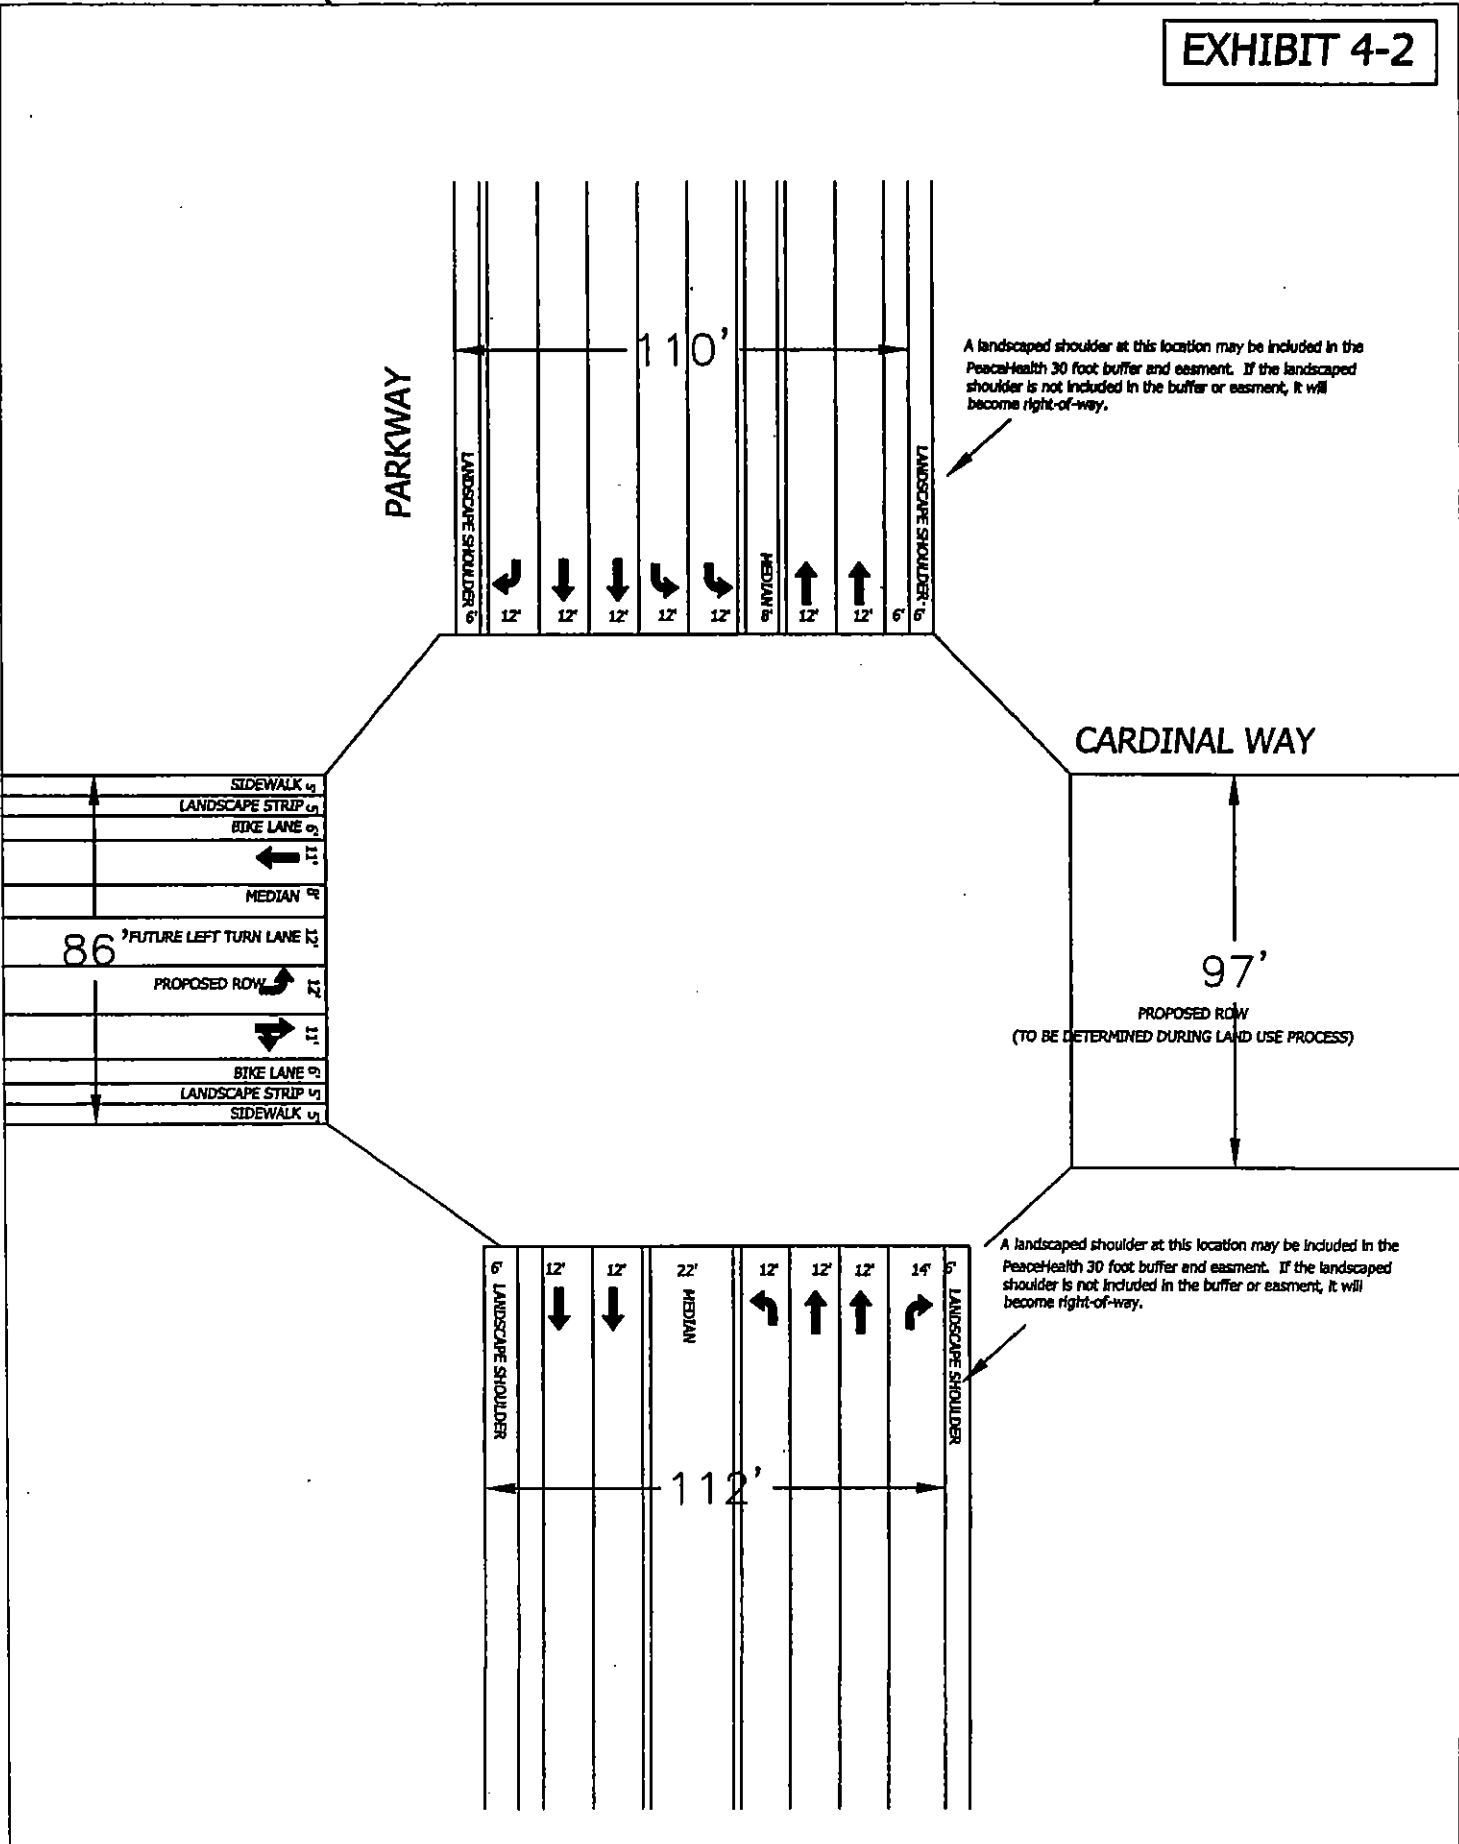 EXHIBIT 4-2
110'
A landscaped shoulder at this location may be included in the
PeaceHealth 30 foot buffer and easment. If the landscaped
shoulder is not included in the buffer or easment, it will
become right-of-way.
PARKWAY
LANDSCAPE SHOULDER
MEDIAN
LANDSCAPE SHOULDER
6' 12' 12' 12' 12' 12' 8' 12' 12' 6' 6'
CARDINAL WAY
SIDEWALK 5'
LANDSCAPE STRIP 5'
BIKE LANE 6'
11'
MEDIAN 8'
86'
FUTURE LEFT TURN LANE 12'
PROPOSED ROW 12'
11'
BIKE LANE 6'
LANDSCAPE STRIP 5'
SIDEWALK 5'
97'
PROPOSED ROW
(TO BE DETERMINED DURING LAND USE PROCESS)
6' 12' 12' 22' 12' 12' 12' 14' 6'
LANDSCAPE SHOULDER
MEDIAN
LANDSCAPE SHOULDER
A landscaped shoulder at this location may be included in the
PeaceHealth 30 foot buffer and easment. If the landscaped
shoulder is not included in the buffer or easment, it will
become right-of-way.
112'